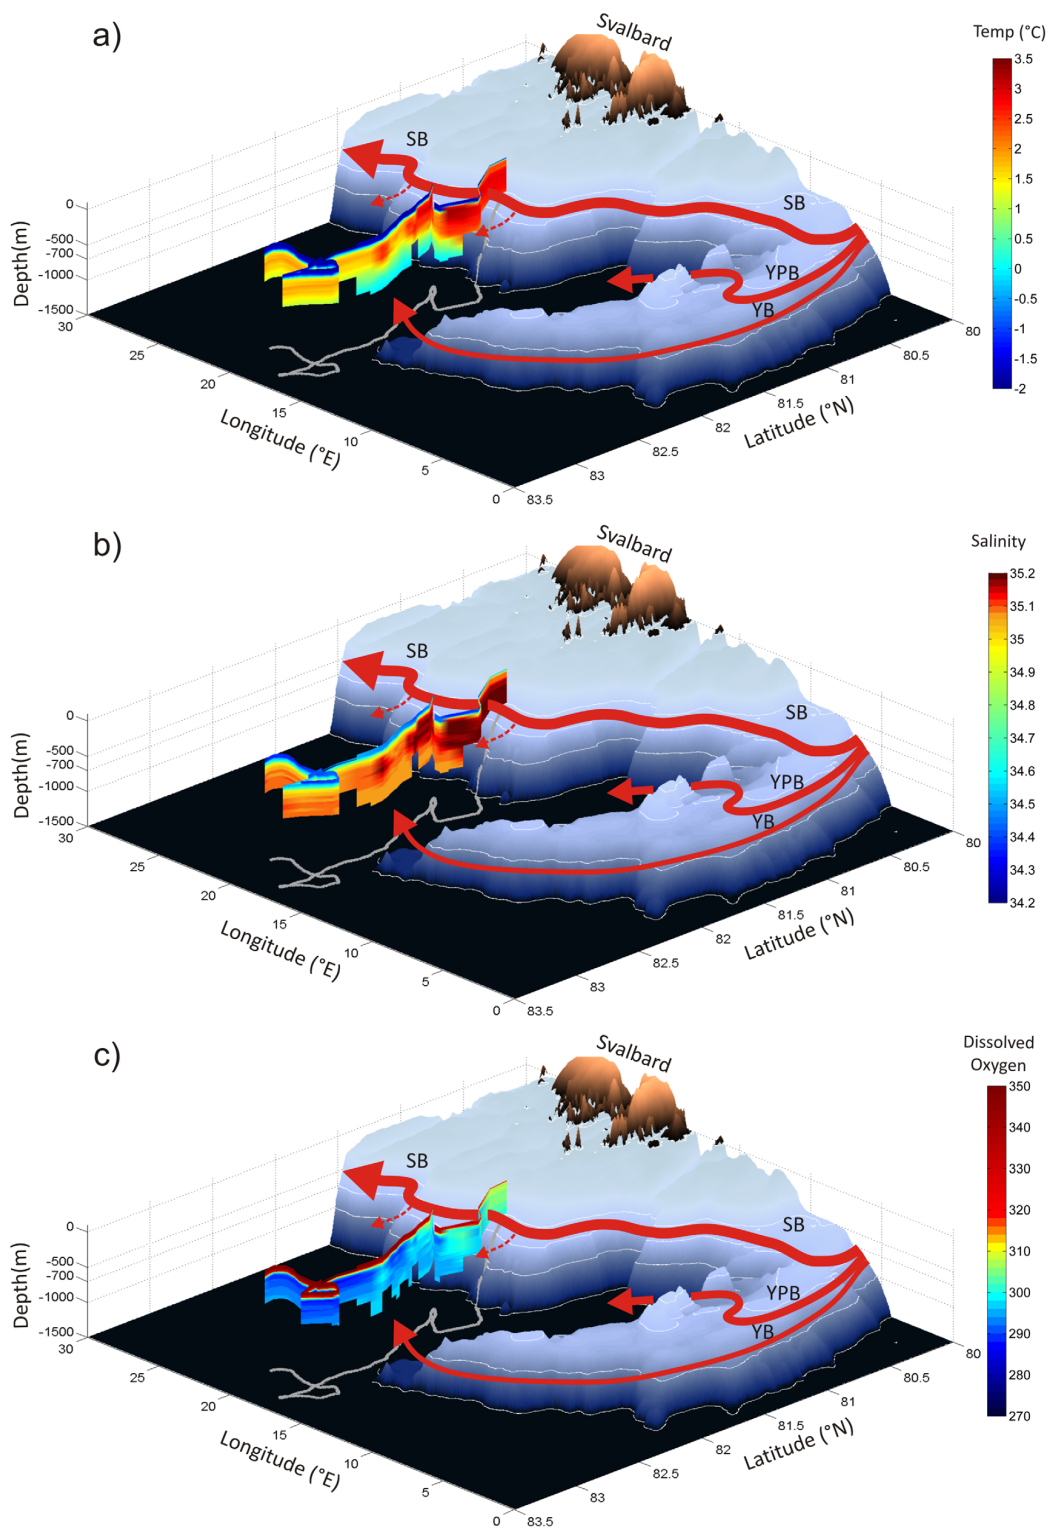 a)
Svalbard
Temp (°C)
3.5
3
2.5
2
1.5
1
0.5
0
-0.5
-1
-1.5
-2
SB
SB
YPB
YB
Depth(m)
0
-500
-700
-1000
-1500
30
25
20
15
10
5
0
Longitude (°E)
83.5
83
82.5
82
81.5
81
80.5
80
Latitude (°N)
b)
Svalbard
Salinity
35.2
35.1
35
34.9
34.8
34.7
34.6
34.5
34.4
34.3
34.2
SB
SB
YPB
YB
Depth(m)
0
-500
-700
-1000
-1500
30
25
20
15
10
5
0
Longitude (°E)
83.5
83
82.5
82
81.5
81
80.5
80
Latitude (°N)
c)
Svalbard
Dissolved
Oxygen
350
340
330
320
310
300
290
280
270
SB
SB
YPB
YB
Depth(m)
0
-500
-700
-1000
-1500
30
25
20
15
10
5
0
Longitude (°E)
83.5
83
82.5
82
81.5
81
80.5
80
Latitude (°N)